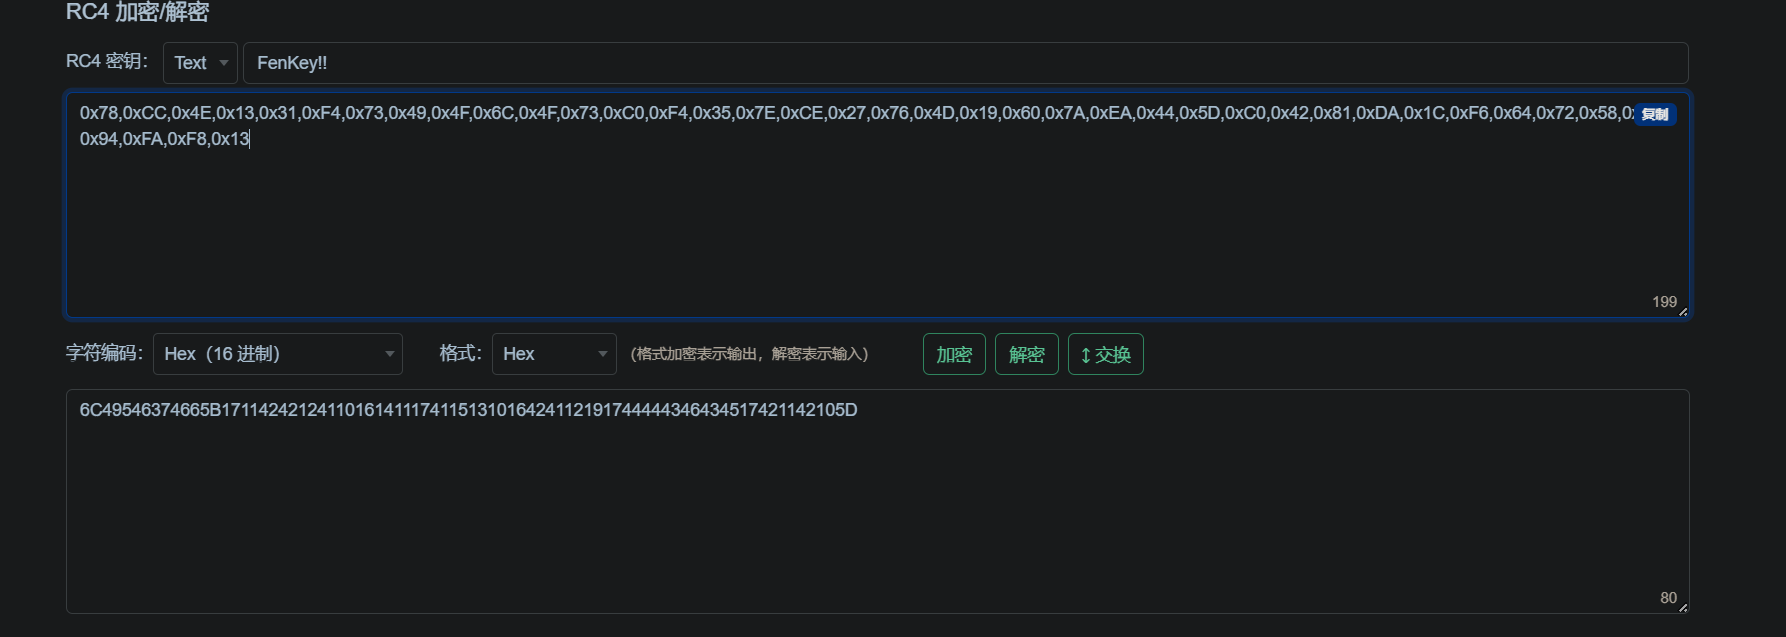 RC4 加密/解密
RC4 密钥： Text FenKey!!
0x78,0xCC,0x4E,0x13,0x31,0xF4,0x73,0x49,0x4F,0x6C,0x4F,0x73,0xC0,0xF4,0x35,0x7E,0xCE,0x27,0x76,0x4D,0x19,0x60,0x7A,0xEA,0x44,0x5D,0xC0,0x42,0x81,0xDA,0x1C,0xF6,0x64,0x72,0x58, 复制
0x94,0xFA,0xF8,0x13
199
字符编码： Hex（16 进制） 格式： Hex （格式加密表示输出，解密表示输入） 加密 解密 ↕交换
6C49546374665B17114242124110161411174115131016424112191744444346434517421142105D
80